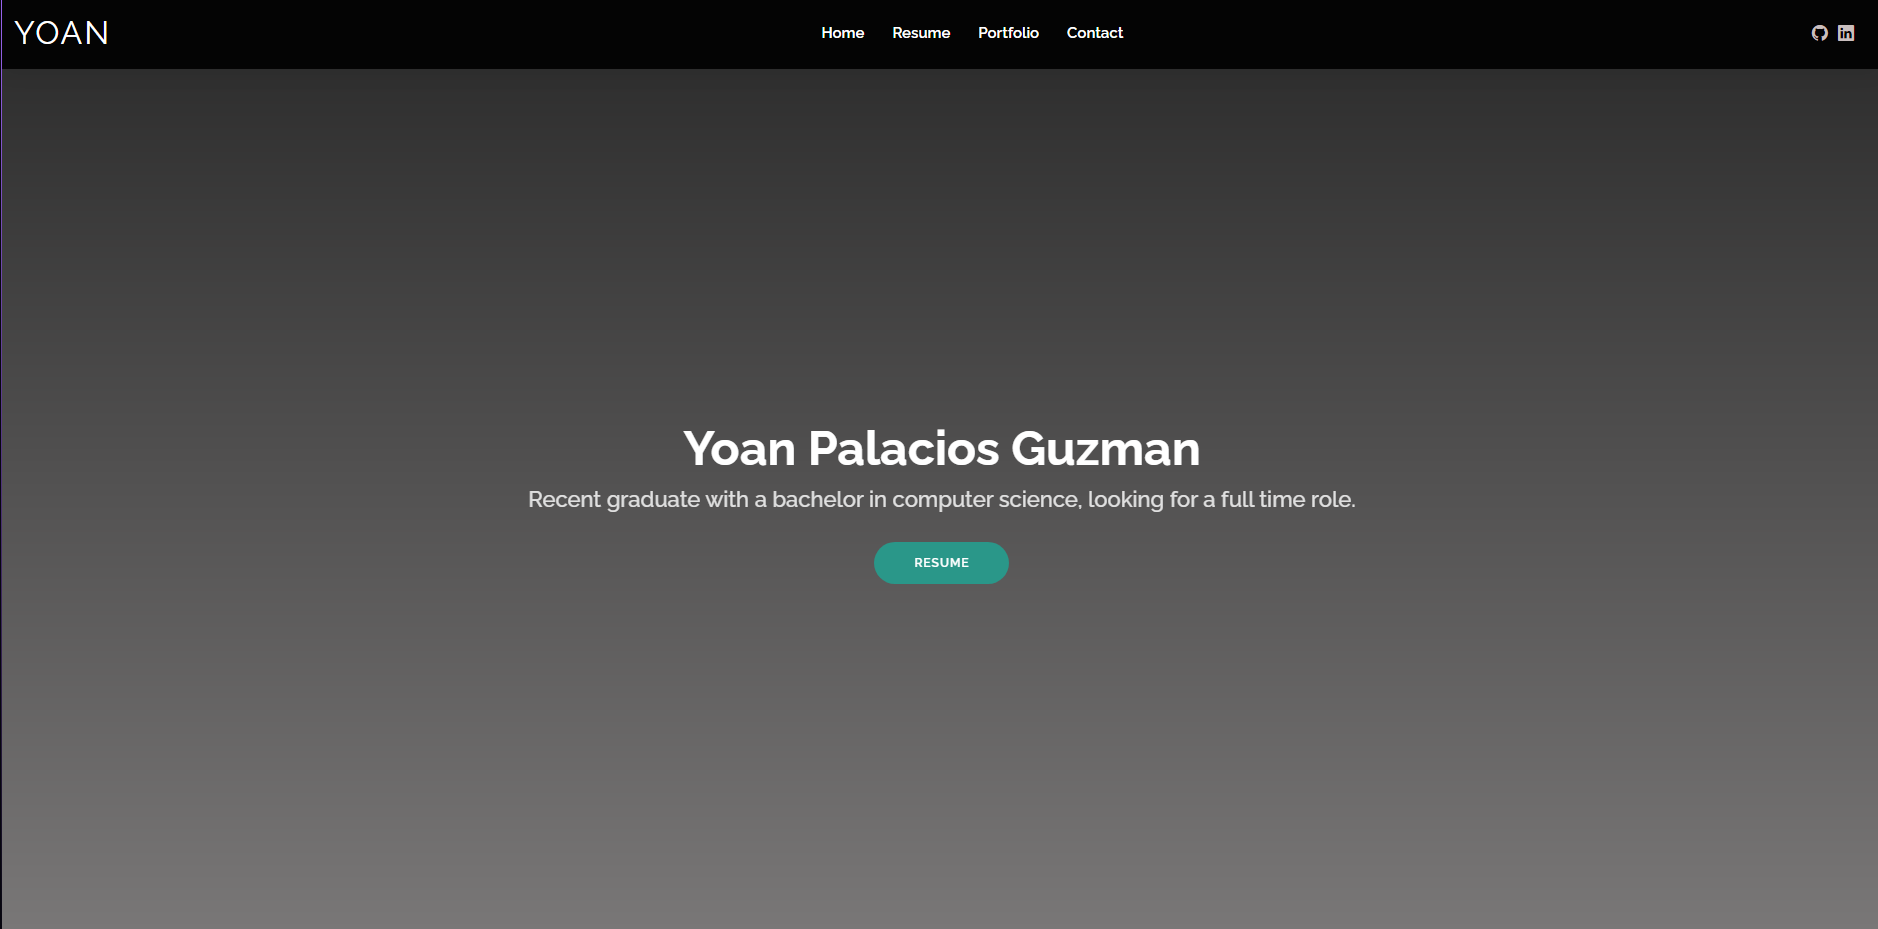 YOAN
Home Resume Portfolio Contact
in
Yoan Palacios Guzman
Recent graduate with a bachelor in computer science, looking for a full time role.
RESUME